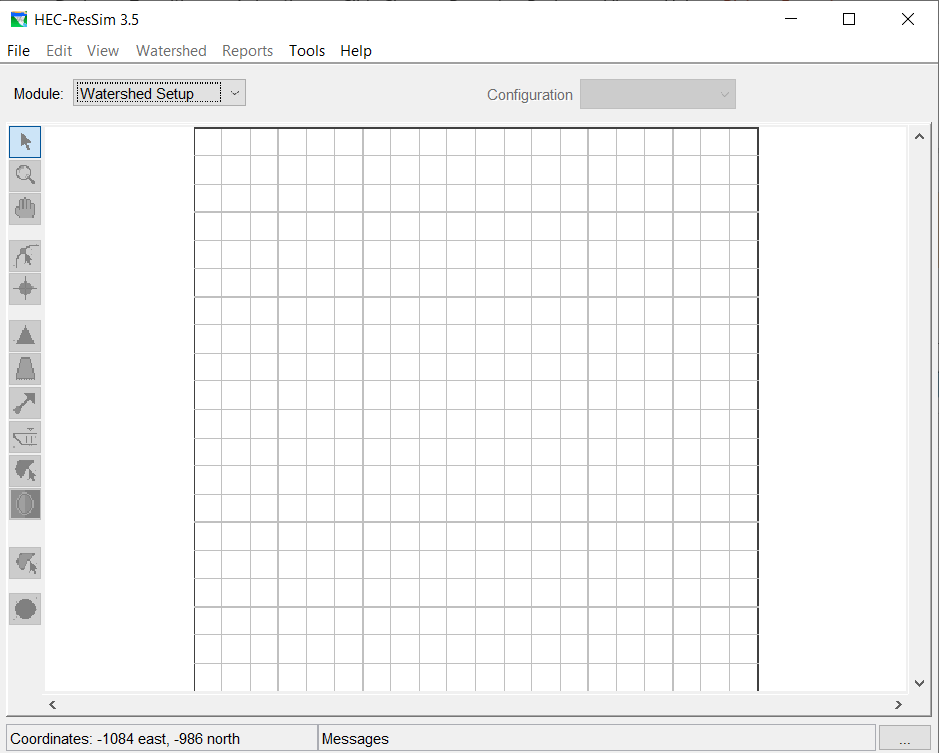 HEC-ResSim 3.5
File Edit View Watershed Reports Tools Help
Module: Watershed Setup Configuration
Coordinates: -1084 east, -986 north Messages ...